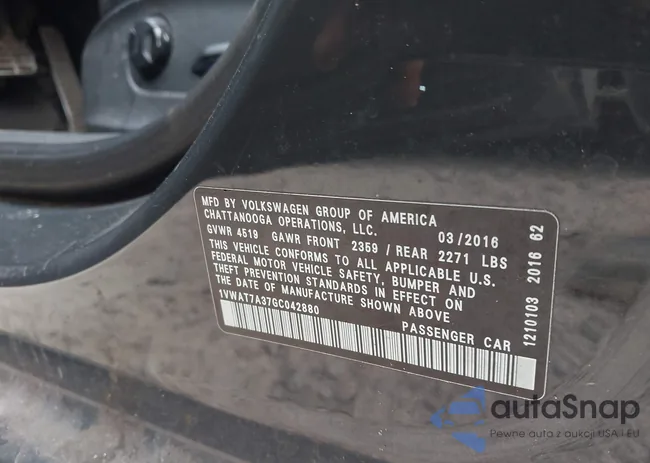 MFD BY VOLKSWAGEN GROUP OF AMERICA
CHATTANOOGA OPERATIONS, LLC.
03/2016
GVWR 4519 GAWR FRONT 2359 / REAR 2271 LBS
THIS VEHICLE CONFORMS TO ALL APPLICABLE U.S.
FEDERAL MOTOR VEHICLE SAFETY, BUMPER AND
THEFT PREVENTION STANDARDS IN EFFECT ON
THE DATE OF MANUFACTURE SHOWN ABOVE
1VWAT7A37GC042880
PASSENGER CAR
1210103 2016 62
autaSnap
Pewne auta z aukcji USA i EU